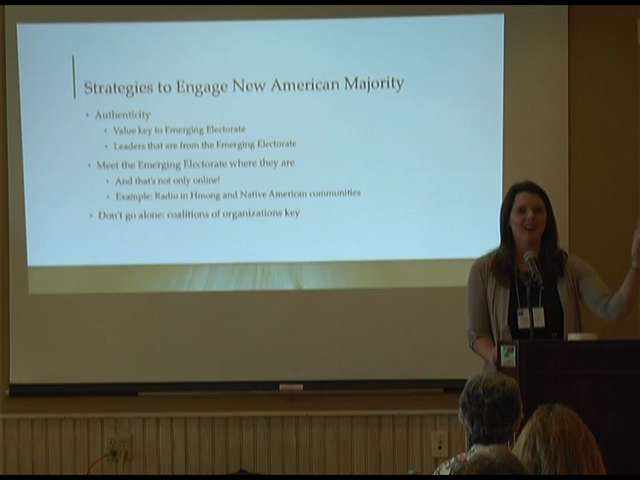 Strategies to Engage New American Majority
Authenticity
Value key to Emerging Electorate
Leaders that are from the Emerging Electorate
Meet the Emerging Electorate where they are
And that's not only online!
Example: Radio in Hmong and Native American communities
Don't go alone: coalitions of organizations key